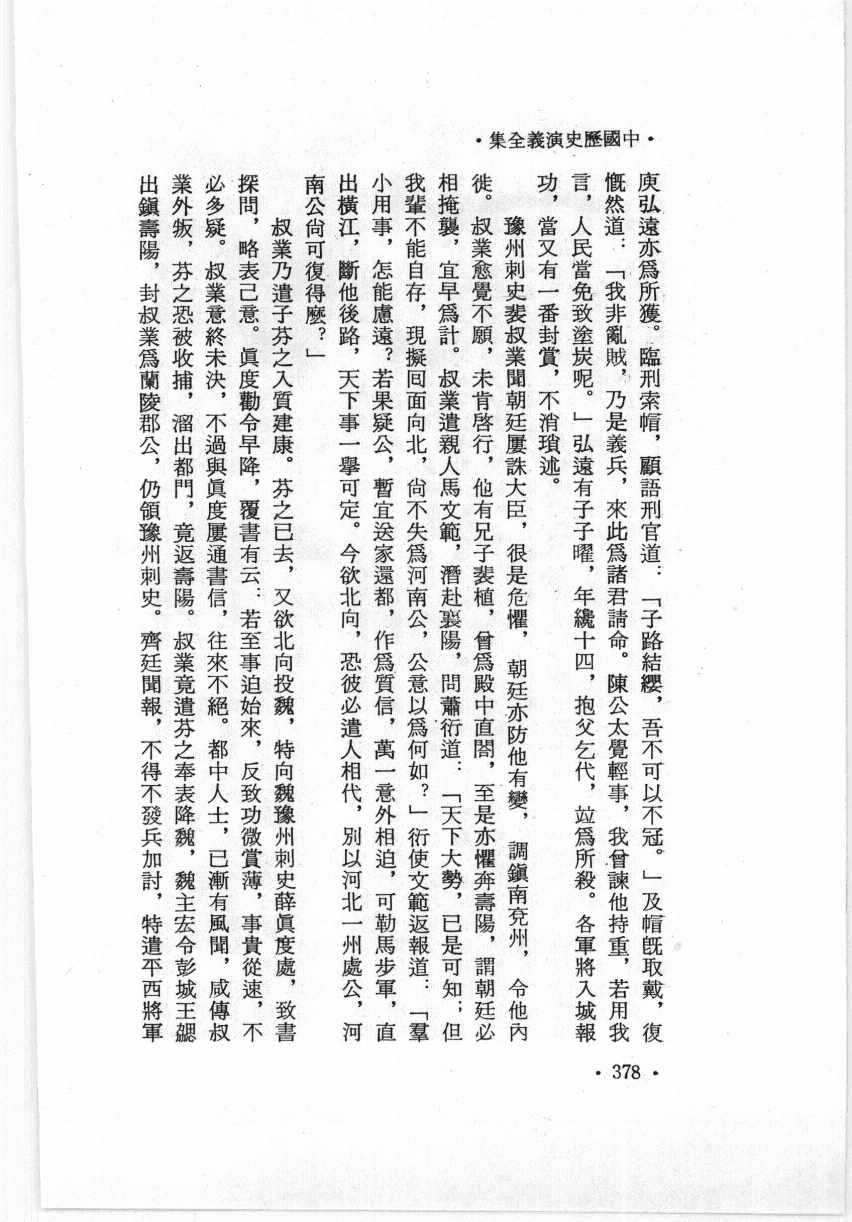 ·中國歷史演義全集·
庾弘遠亦爲所獲。臨刑索帽，顧語刑官道：「子路結纓，吾不可以不冠。」及帽旣取戴，復
慨然道：「我非亂賊，乃是義兵，來此爲諸君請命。陳公太覺輕事，我曾諫他持重，若用我
言，人民當免致塗炭呢。」弘遠有子子曜，年纔十四，抱父乞代，竝爲所殺。各軍將入城報
功，當又有一番封賞，不消瑣述。
豫州刺史裴叔業聞朝廷屢誅大臣，很是危懼，朝廷亦防他有變，調鎭南兗州，令他內
徙。叔業愈覺不願，未肯啓行，他有兄子裴植，曾爲殿中直閤，至是亦懼奔壽陽，謂朝廷必
相掩襲，宜早爲計。叔業遣親人馬文範，潛赴襄陽，問蕭衍道：「天下大勢，已是可知；但
我輩不能自存，現擬囘面向北，尙不失爲河南公，公意以爲何如？」衍使文範返報道：「羣
小用事，怎能慮遠？若果疑公，暫宜送家還都，作爲質信，萬一意外相迫，可勒馬步軍，直
出橫江，斷他後路，天下事一擧可定。今欲北向，恐彼必遣人相代，別以河北一州處公，河
南公尙可復得麽？」
叔業乃遣子芬之入質建康。芬之已去，又欲北向投魏，特向魏豫州刺史薛眞度處，致書
探問，略表己意。眞度勸令早降，覆書有云：若至事迫始來，反致功微賞薄，事貴從速，不
必多疑。叔業意終未決，不過與眞度屢通書信，往來不絕。都中人士，已漸有風聞，咸傳叔
業外叛，芬之恐被收捕，溜出都門，竟返壽陽。叔業竟遣芬之奉表降魏，魏主宏令彭城王勰
出鎭壽陽，封叔業爲蘭陵郡公，仍領豫州刺史。齊廷聞報，不得不發兵加討，特遣平西將軍
·378·